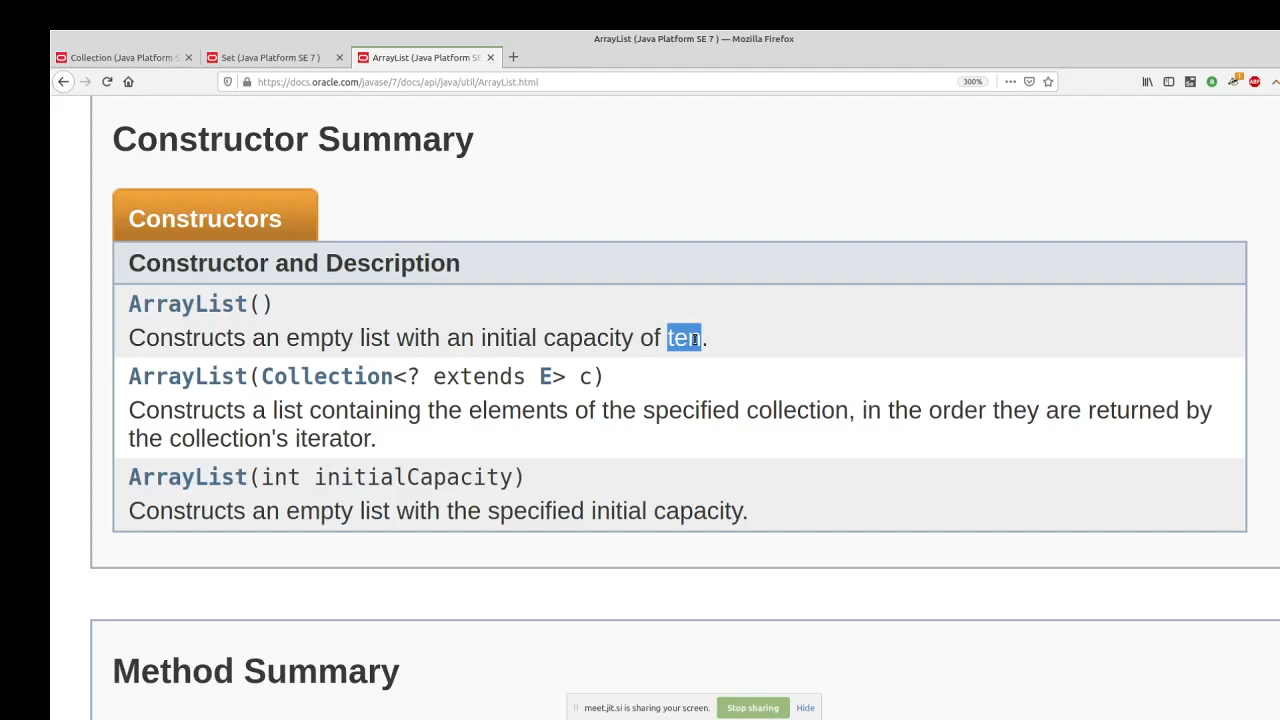 ArrayList (Java Platform SE 7 ) — Mozilla Firefox
Collection (Java Platform S
Set (Java Platform SE 7 )
ArrayList (Java Platform SE
https://docs.oracle.com/javase/7/docs/api/java/util/ArrayList.html
300%
ABP
Constructor Summary
Constructors
Constructor and Description
ArrayList()
Constructs an empty list with an initial capacity of ten.
ArrayList(Collection<? extends E> c)
Constructs a list containing the elements of the specified collection, in the order they are returned by
the collection's iterator.
ArrayList(int initialCapacity)
Constructs an empty list with the specified initial capacity.
Method Summary
meet.jit.si is sharing your screen.
Stop sharing
Hide